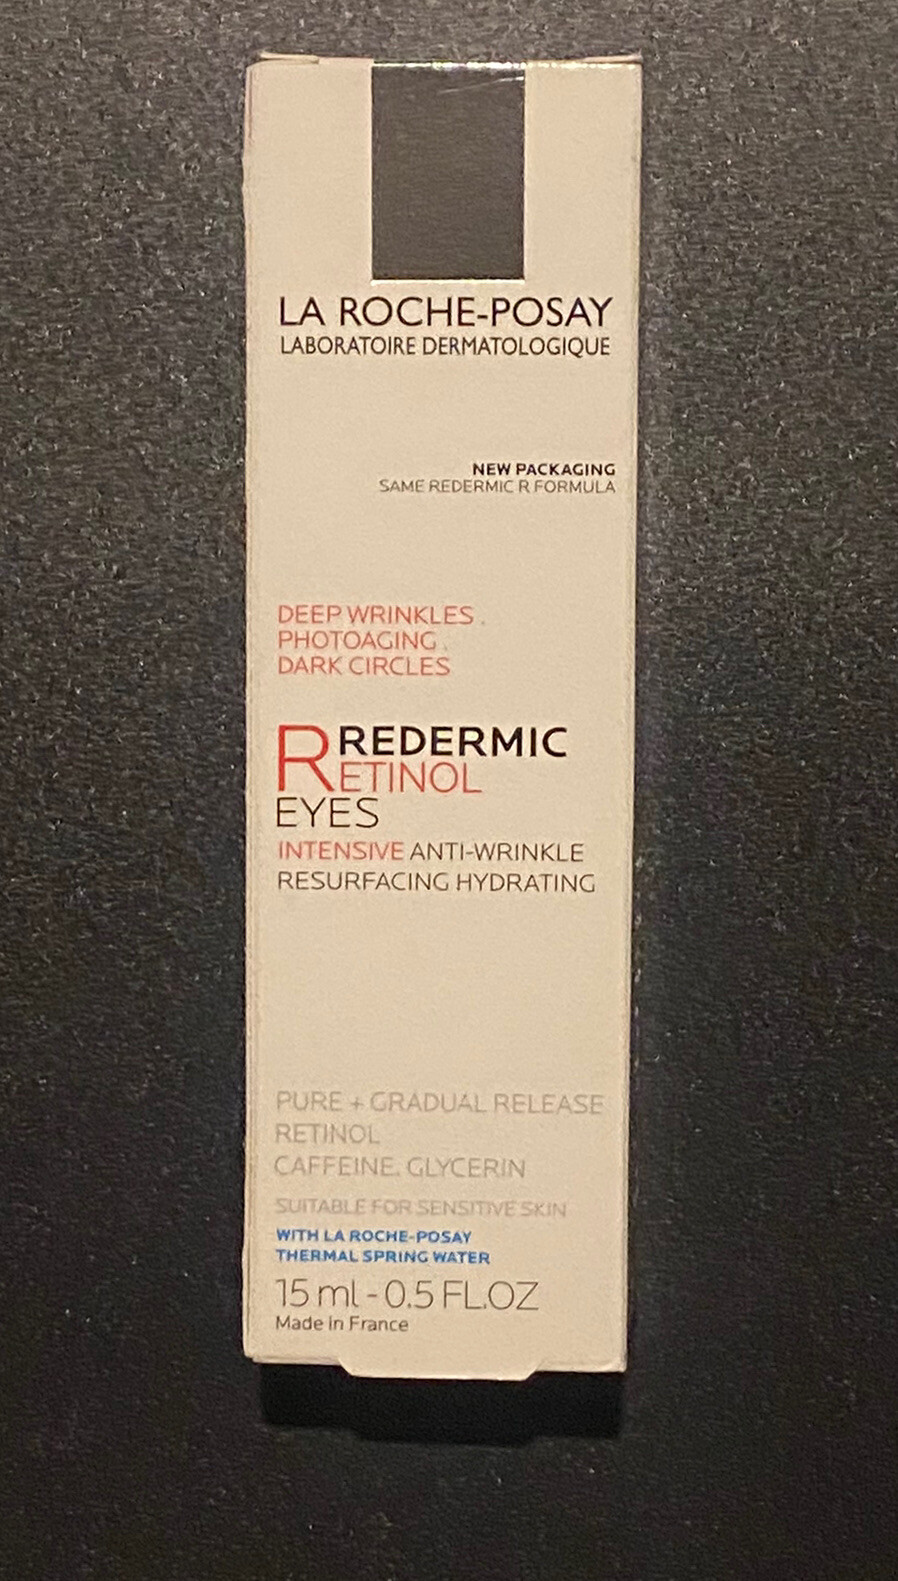 LA ROCHE-POSAY
LABORATOIRE DERMATOLOGIQUE
NEW PACKAGING
SAME REDERMIC R FORMULA
DEEP WRINKLES .
PHOTOAGING .
DARK CIRCLES
REDERMIC
RETINOL
EYES
INTENSIVE ANTI-WRINKLE
RESURFACING HYDRATING
PURE + GRADUAL RELEASE
RETINOL
CAFFEINE. GLYCERIN
SUITABLE FOR SENSITIVE SKIN
WITH LA ROCHE-POSAY
THERMAL SPRING WATER
15 ml - 0.5 FL.OZ
Made in France